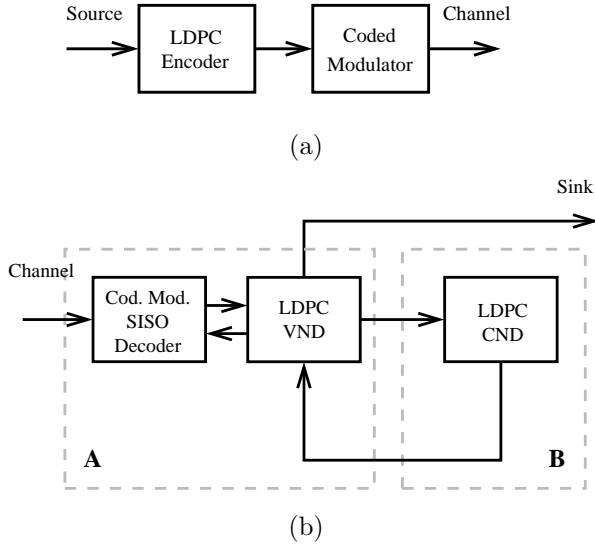 Source
LDPC
Encoder
Coded
Modulator
Channel
(a)
Sink
Channel
Cod. Mod.
SISO
Decoder
LDPC
VND
LDPC
CND
A
B
(b)